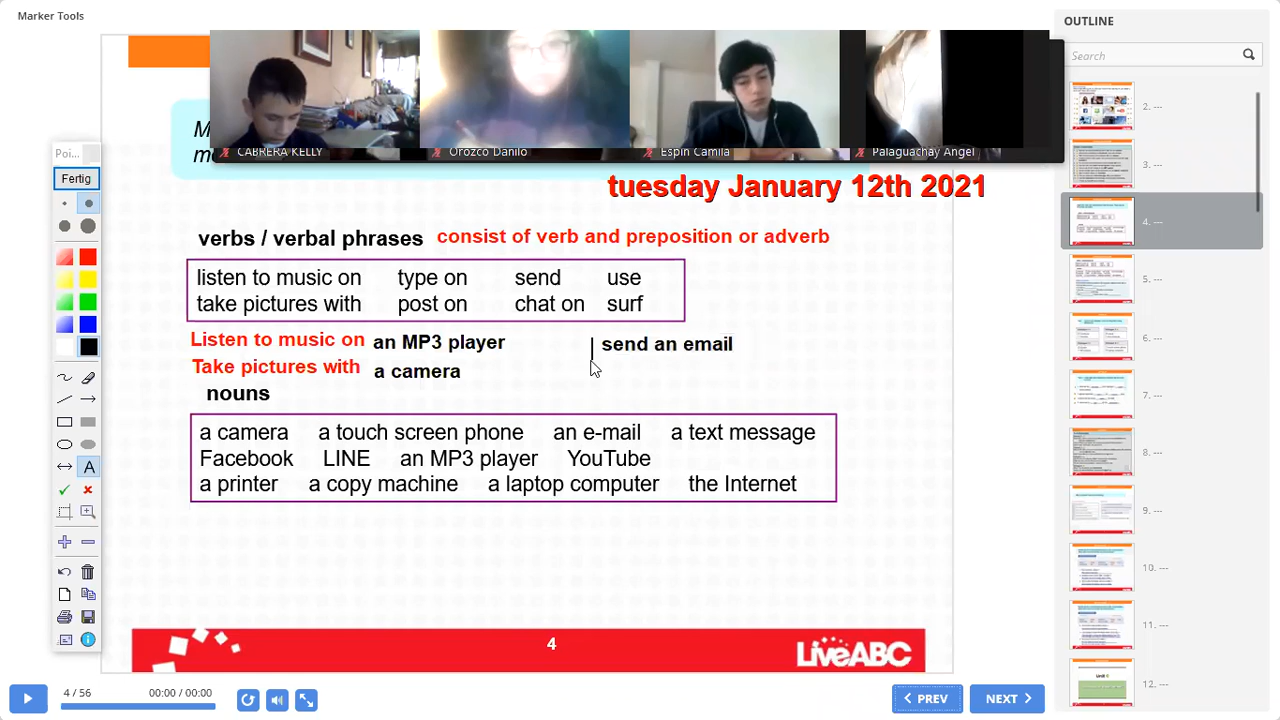 Marker Tools
OUTLINE
Search
Poi...
Fertig
CABRERA KELLY
Orozco Danilo
Espin Camila
Palaguachay Angel
tuesday January 12th 2021
verbs / verbal phrases
consist of verb and preposition or adverb
listen to music on type on send use
take pictures with post on chat on surf
Listen to music on an MP3 player
send an email
Take pictures with a camera
nouns
a camera a touch screen phone an e-mail a text message
Facebook LINE an MP3 player YouTube
a printer a copy machine a laptop computer the Internet
4
LiveABC
4 / 56
00:00 / 00:00
PREV
NEXT
2. ---
3. ---
4. ---
5. ---
6. ---
7. ---
8. ---
9. ---
10. ---
11. ---
12. ---